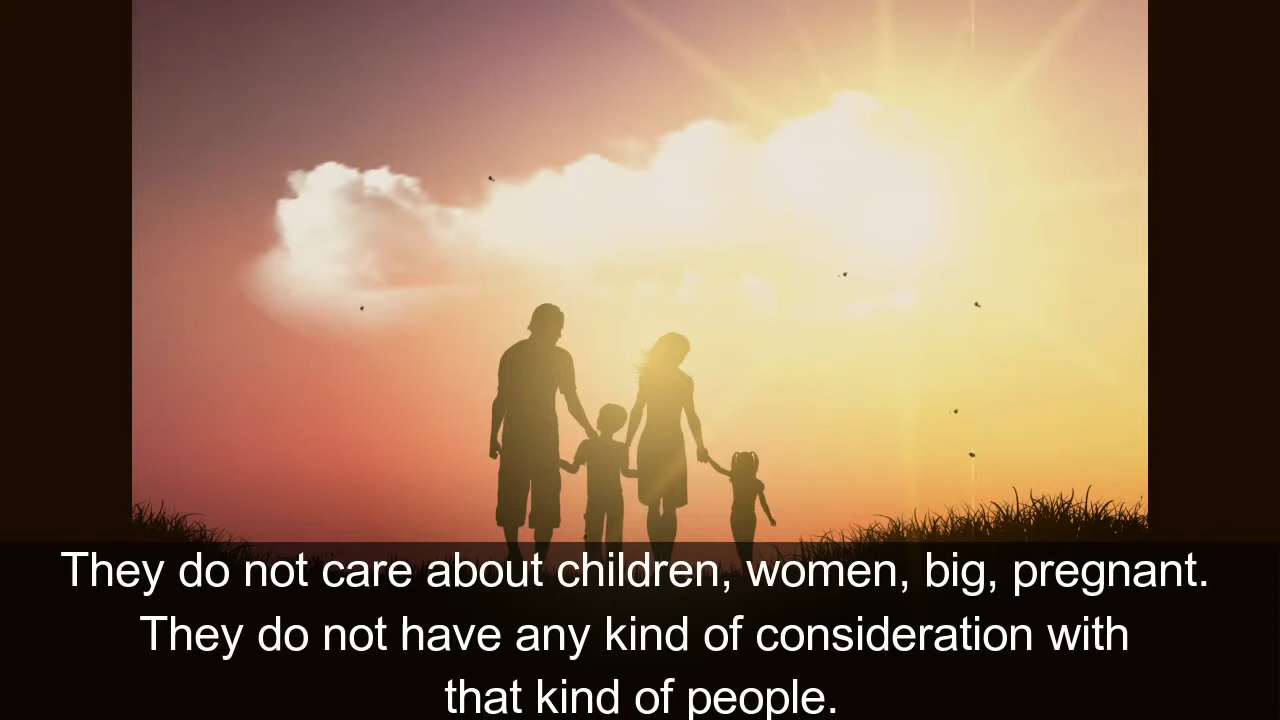 They do not care about children, women, big, pregnant.
They do not have any kind of consideration with
that kind of people.